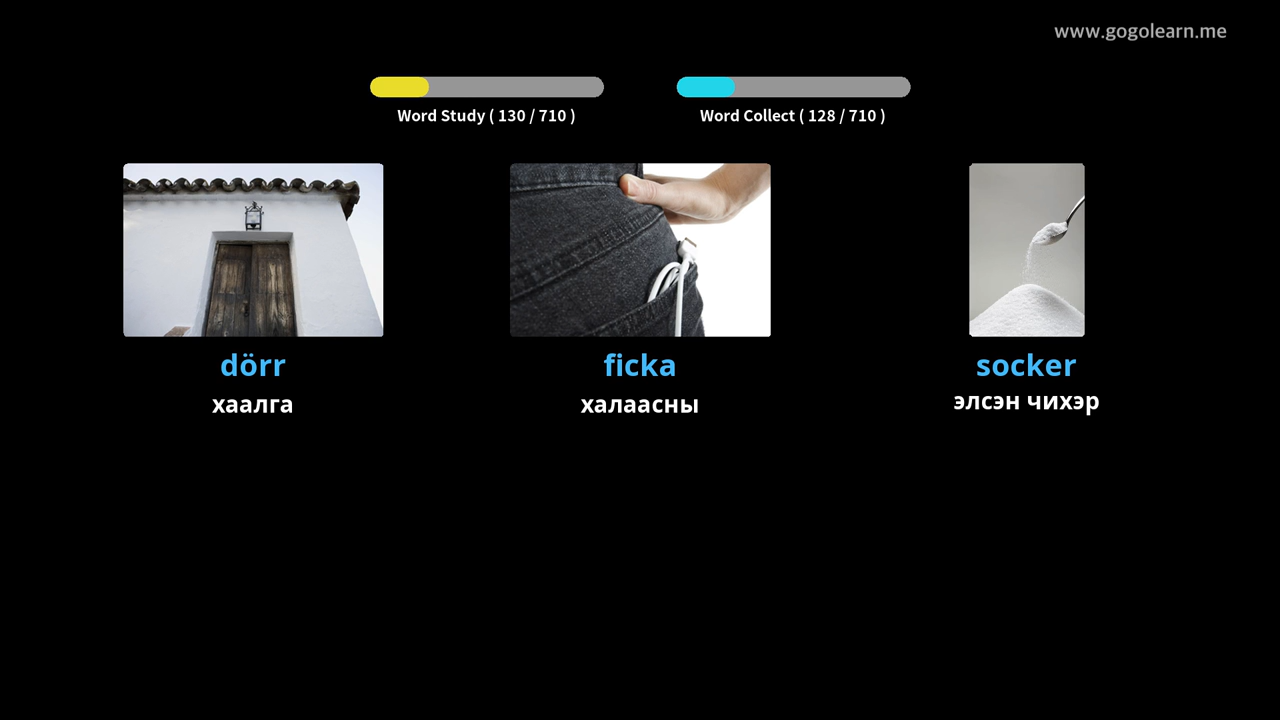 www.gogolearn.me
Word Study ( 130 / 710 )
Word Collect ( 128 / 710 )
dörr
хаалга
ficka
халаасны
socker
элсэн чихэр